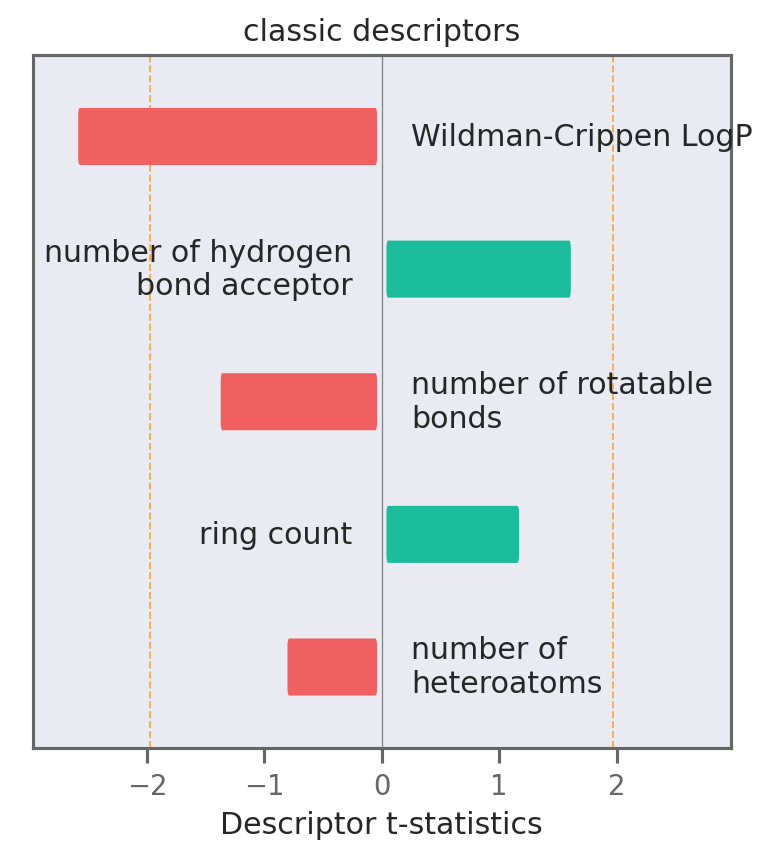 classic descriptors
Wildman-Crippen LogP
number of hydrogen
bond acceptor
number of rotatable
bonds
ring count
number of
heteroatoms
−2 −1 0 1 2
Descriptor t-statistics